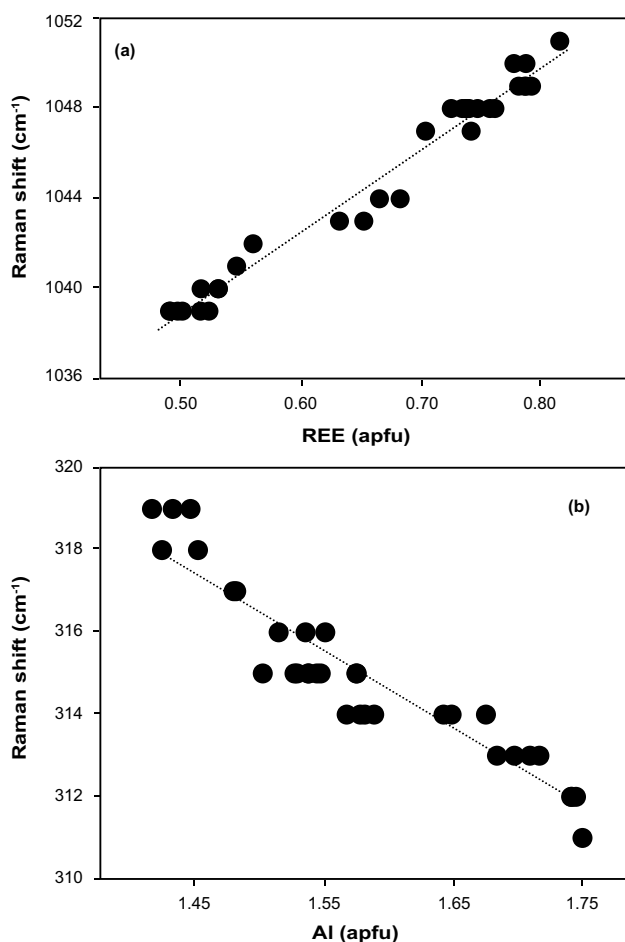 1052
(a)
1048
1044
1040
1036
Raman shift (cm⁻¹)
0.50 0.60 0.70 0.80
REE (apfu)
320
(b)
318
316
314
312
310
Raman shift (cm⁻¹)
1.45 1.55 1.65 1.75
Al (apfu)